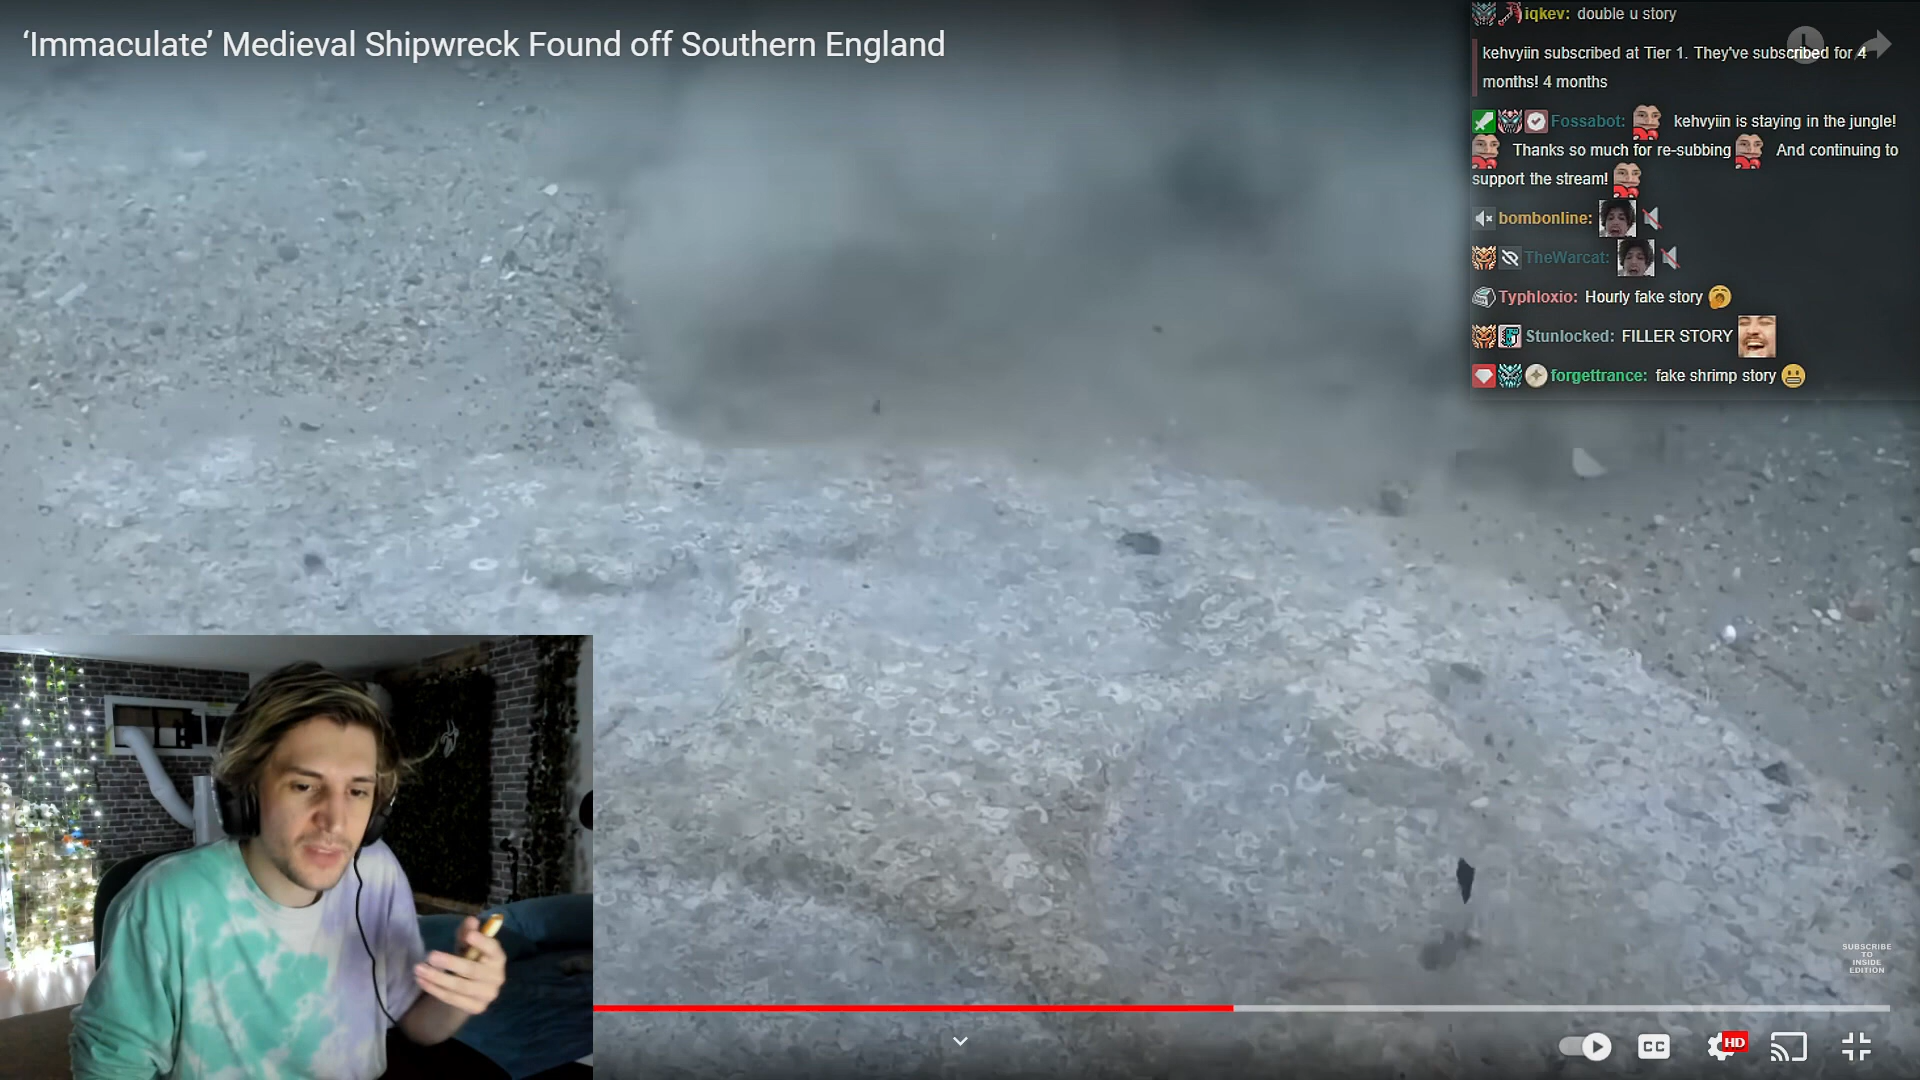 ‘Immaculate’ Medieval Shipwreck Found off Southern England
iqkev: double u story
kehvyiin subscribed at Tier 1. They've subscribed for 4
months! 4 months
Fossabot: kehvyiin is staying in the jungle!
Thanks so much for re-subbing And continuing to
support the stream!
bombonline:
TheWarcat:
Typhloxio: Hourly fake story
Stunlocked: FILLER STORY
forgettrance: fake shrimp story
SUBSCRIBE
TO
INSIDE
EDITION
CC
HD